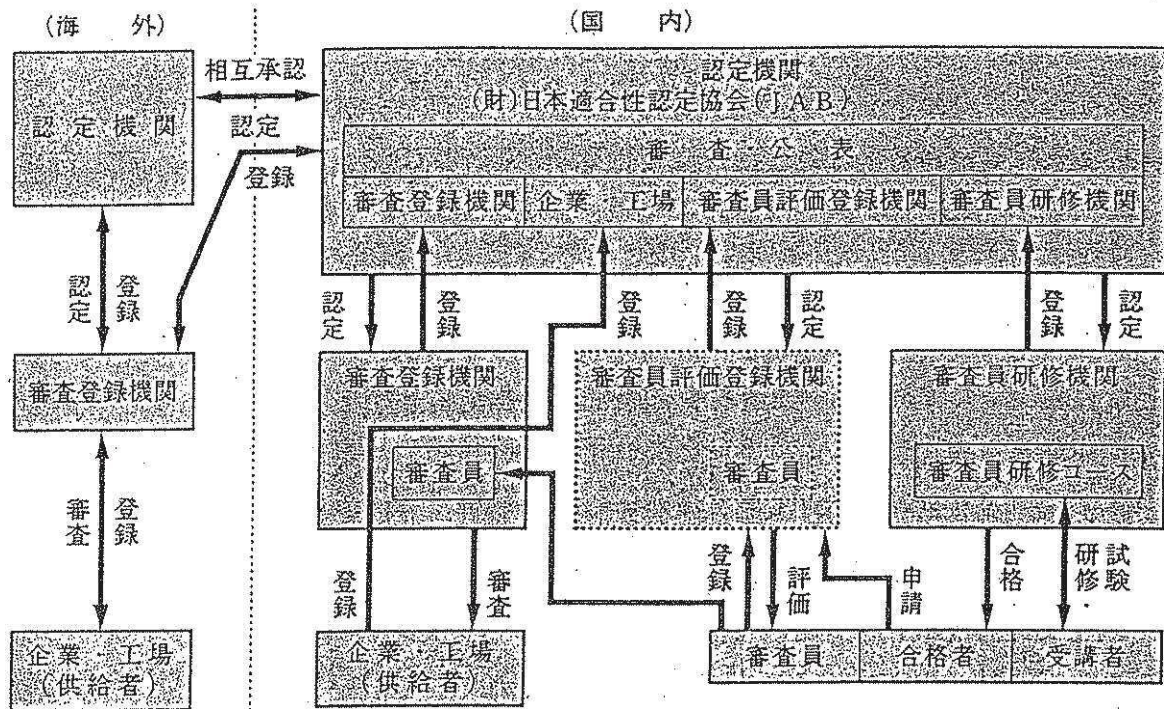 (海 外)
(国 内)
相互承認
認定機関
認定
登録
認定機関
(財)日本適合性認定協会(JAB)
審査・公表
審査登録機関
企業・工場
審査員評価登録機関
審査員研修機関
認定
登録
認定
登録
登録
登録
認定
登録
認定
審査登録機関
審査登録機関
審査員
審査員評価登録機関
審査員
審査員研修機関
審査員研修コース
審査
登録
登録
審査
登録
評価
申請
合格
研修
試験
企業・工場
(供給者)
企業・工場
(供給者)
審査員
合格者
受講者